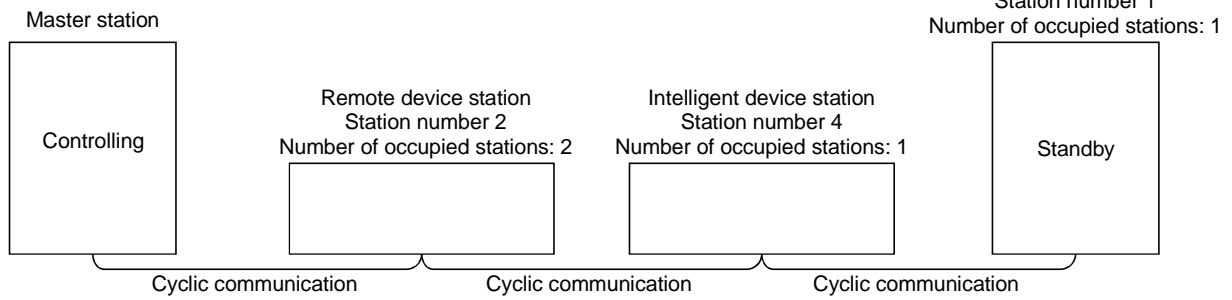 Station number 1
Number of occupied stations: 1
Master station
Remote device station
Station number 2
Number of occupied stations: 2
Intelligent device station
Station number 4
Number of occupied stations: 1
Controlling
Standby
Cyclic communication
Cyclic communication
Cyclic communication